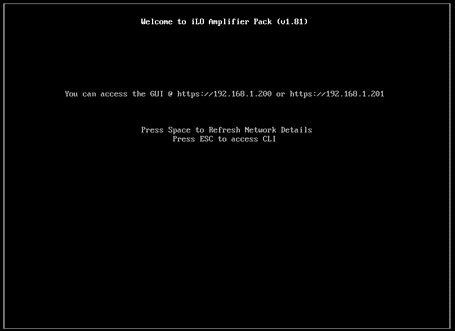 Welcome to iLO Amplifier Pack (v1.81)
You can access the GUI @ https://192.168.1.200 or https://192.168.1.201
Press Space to Refresh Network Details
Press ESC to access CLI